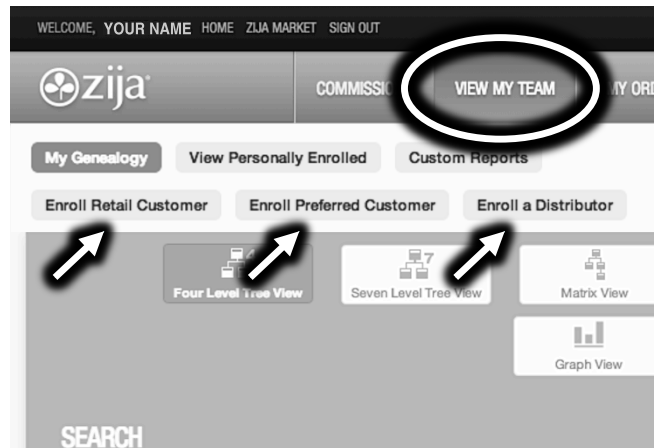 WELCOME, YOUR NAME HOME ZIJA MARKET SIGN OUT
zija
VIEW MY TEAM
My Genealogy View Personally Enrolled Custom Reports
Enroll Retail Customer Enroll Preferred Customer Enroll a Distributor
4 7
Four Level Tree View Seven Level Tree View Matrix View
Graph View
SEARCH